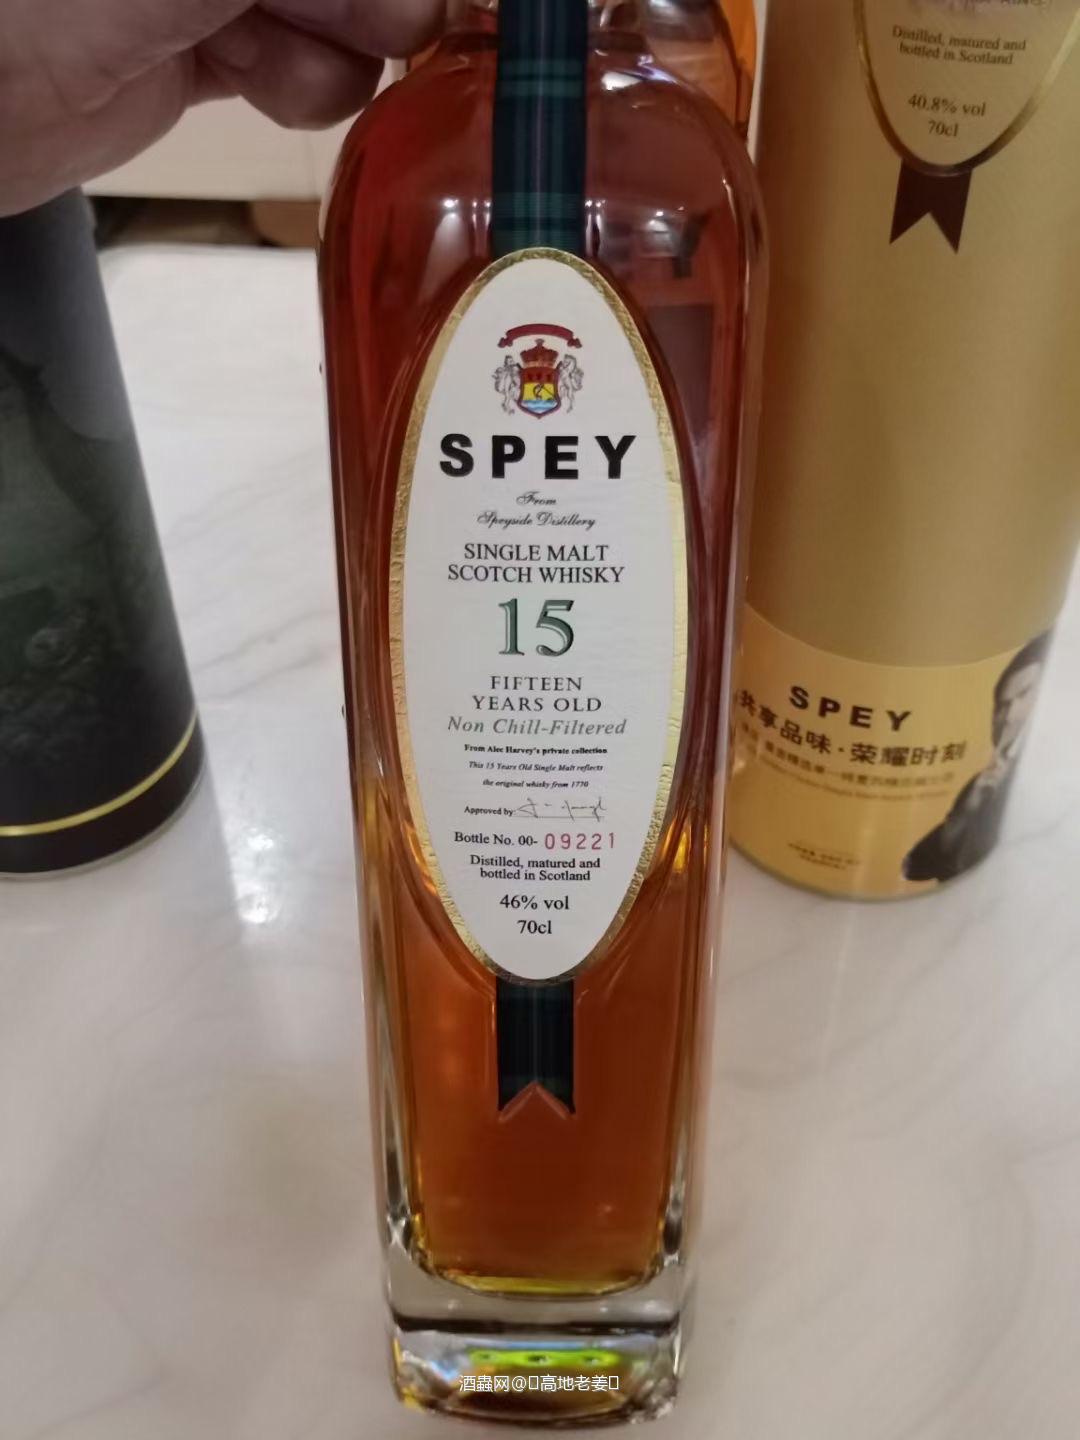 SPEY
From
Speyside Distillery
SINGLE MALT
SCOTCH WHISKY
15
FIFTEEN
YEARS OLD
Non Chill-Filtered
From Alec Harvey's private collection
This 15 Years Old Single Malt reflects
the original whisky from 1770
Approved by:
Bottle No. 00- 09221
Distilled, matured and
bottled in Scotland
46% vol
70cl
Distilled, matured and
bottled in Scotland
40.8% vol
70cl
SPEY
共享品味·荣耀时刻
酒蟲网@高地老姜